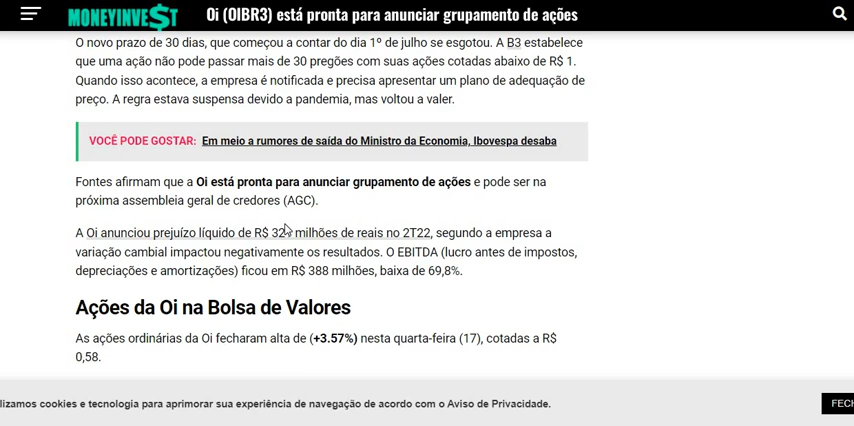 MONEYINVE$T
Oi (OIBR3) está pronta para anunciar grupamento de ações
O novo prazo de 30 dias, que começou a contar do dia 1º de julho se esgotou. A B3 estabelece
que uma ação não pode passar mais de 30 pregões com suas ações cotadas abaixo de R$ 1.
Quando isso acontece, a empresa é notificada e precisa apresentar um plano de adequação de
preço. A regra estava suspensa devido a pandemia, mas voltou a valer.
VOCÊ PODE GOSTAR: Em meio a rumores de saída do Ministro da Economia, Ibovespa desaba
Fontes afirmam que a Oi está pronta para anunciar grupamento de ações e pode ser na
próxima assembleia geral de credores (AGC).
A Oi anunciou prejuízo líquido de R$ milhões de reais no 2T22, segundo a empresa a
variação cambial impactou negativamente os resultados. O EBITDA (lucro antes de impostos,
depreciações e amortizações) ficou em R$ 388 milhões, baixa de 69,8%.
Ações da Oi na Bolsa de Valores
As ações ordinárias da Oi fecharam alta de (+3.57%) nesta quarta-feira (17), cotadas a R$
0,58.
lizamos cookies e tecnologia para aprimorar sua experiência de navegação de acordo com o Aviso de Privacidade.
FECH